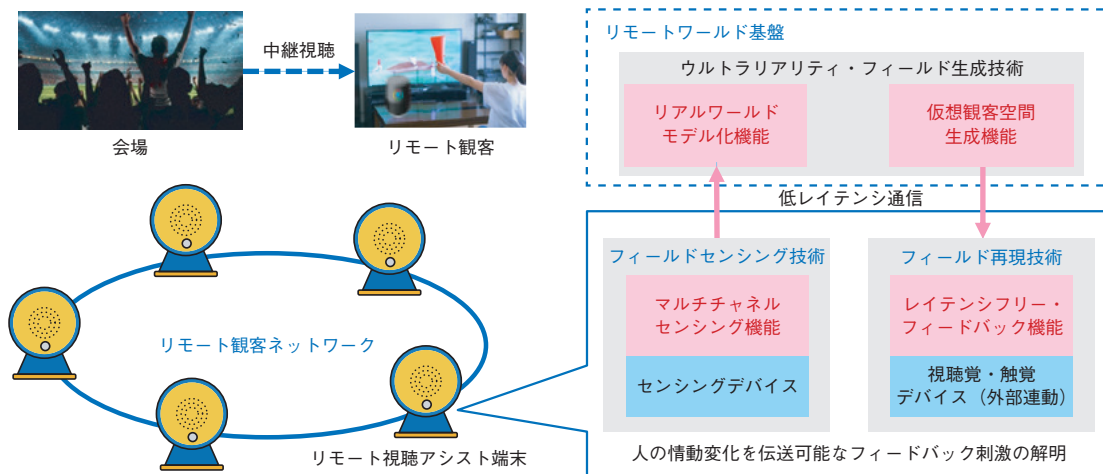 中継視聴
会場
リモート観客
リモート観客ネットワーク
リモート視聴アシスト端末
リモートワールド基盤
ウルトラリアリティ・フィールド生成技術
リアルワールド
モデル化機能
仮想観客空間
生成機能
低レイテンシ通信
フィールドセンシング技術
マルチチャネル
センシング機能
センシングデバイス
フィールド再現技術
レイテンシフリー・
フィードバック機能
視聴覚・触覚
デバイス（外部連動）
人の情動変化を伝送可能なフィードバック刺激の解明